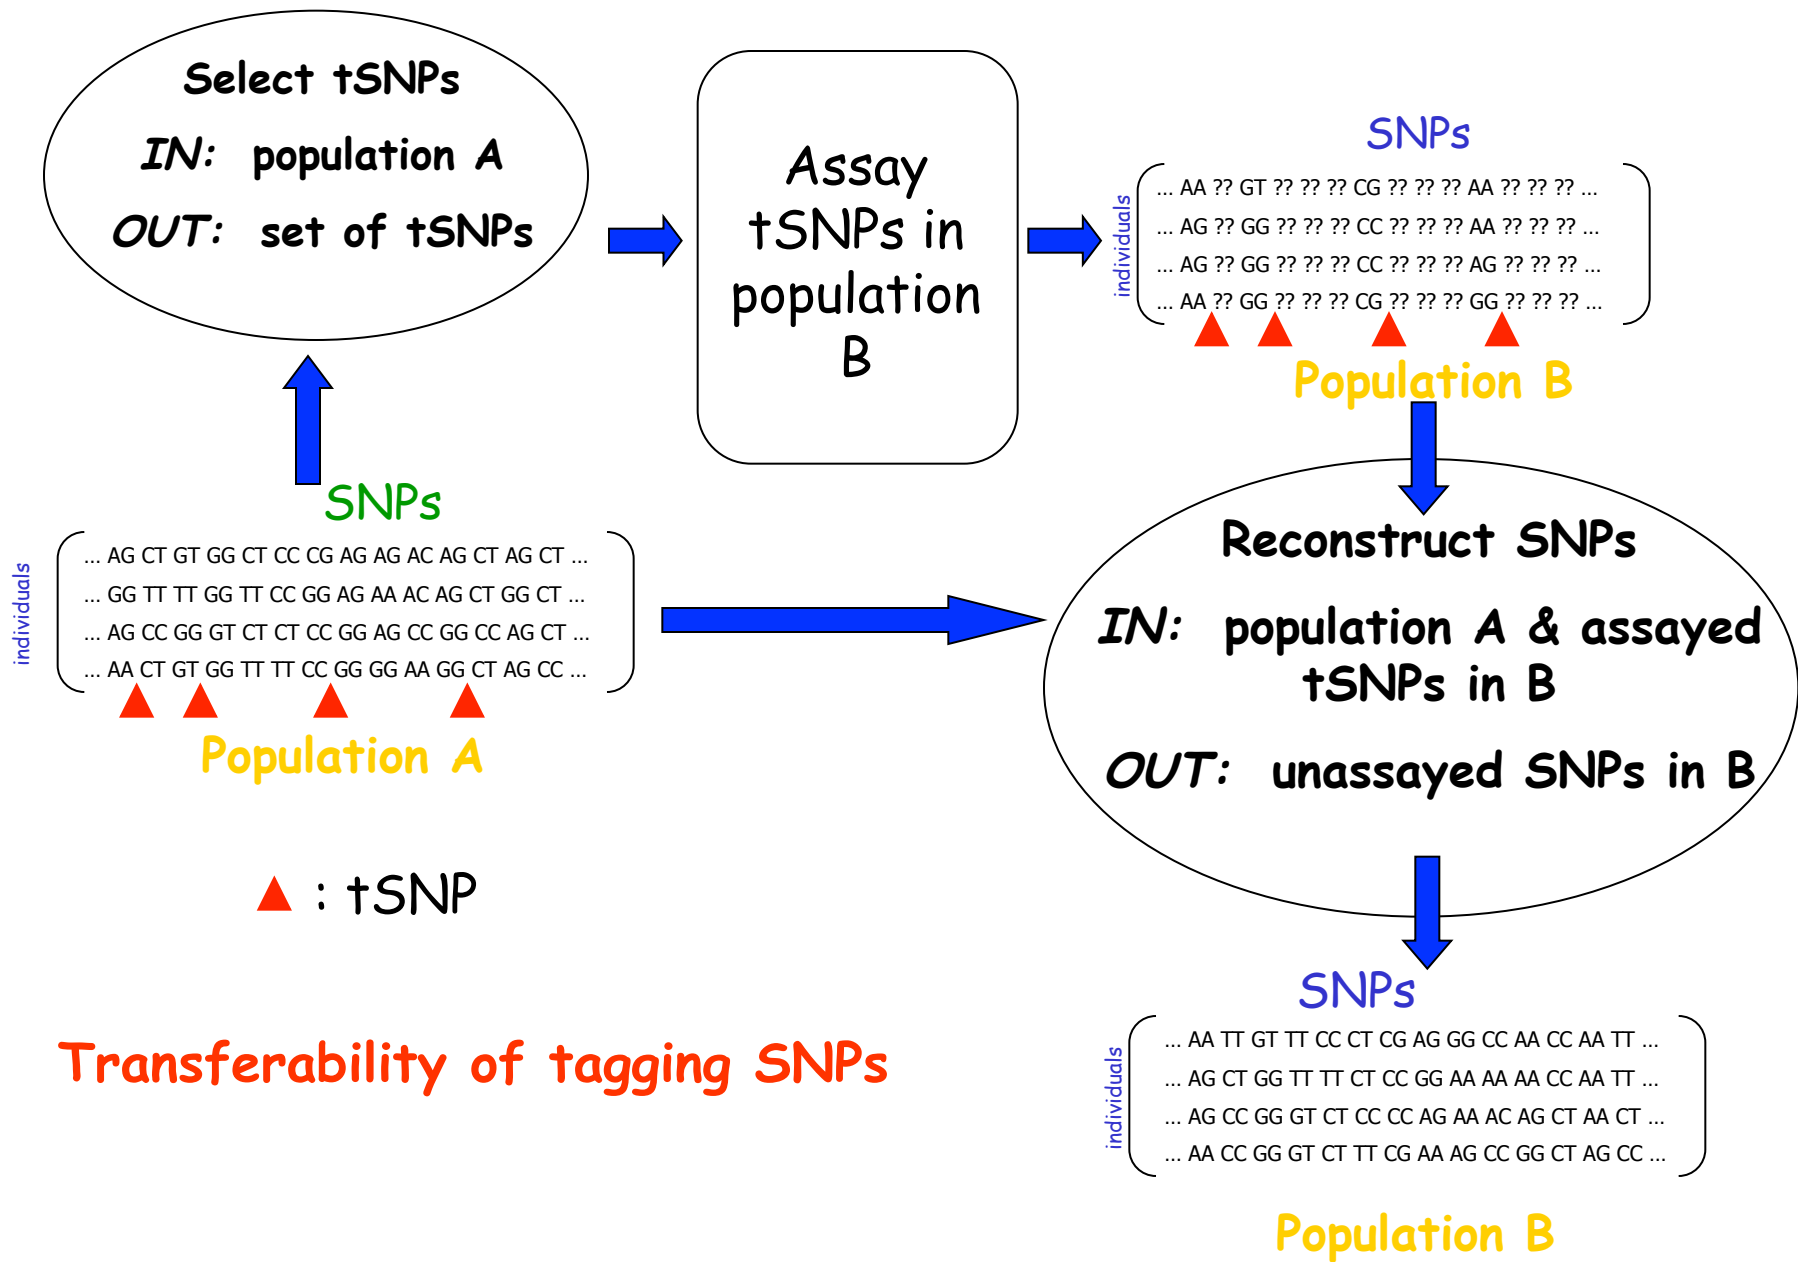 Select tSNPs
IN: population A
OUT: set of tSNPs
Assay
tSNPs in
population
B
SNPs
individuals
... AA ?? GT ?? ?? ?? CG ?? ?? ?? AA ?? ?? ?? ...
... AG ?? GG ?? ?? ?? CC ?? ?? ?? AA ?? ?? ?? ...
... AG ?? GG ?? ?? ?? CC ?? ?? ?? AG ?? ?? ?? ...
... AA ?? GG ?? ?? ?? CG ?? ?? ?? GG ?? ?? ?? ...
Population B
SNPs
individuals
... AG CT GT GG CT CC CG AG AG AC AG CT AG CT ...
... GG TT TT GG TT CC GG AG AA AC AG CT GG CT ...
... AG CC GG GT CT CT CC GG AG CC GG CC AG CT ...
... AA CT GT GG TT TT CC GG GG AA GG CT AG CC ...
Population A
Reconstruct SNPs
IN: population A & assayed
tSNPs in B
OUT: unassayed SNPs in B
: tSNP
Transferability of tagging SNPs
SNPs
individuals
... AA TT GT TT CC CT CG AG GG CC AA CC AA TT ...
... AG CT GG TT TT CT CC GG AA AA AA CC AA TT ...
... AG CC GG GT CT CC CC AG AA AC AG CT AA CT ...
... AA CC GG GT CT TT CG AA AG CC GG CT AG CC ...
Population B